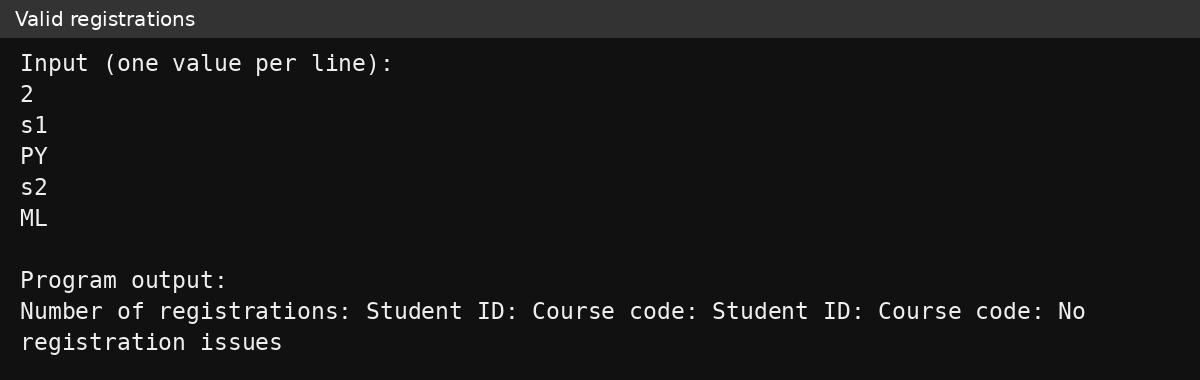 Valid registrations
Input (one value per line):
2
s1
PY
s2
ML
Program output:
Number of registrations: Student ID: Course code: Student ID: Course code: No
registration issues